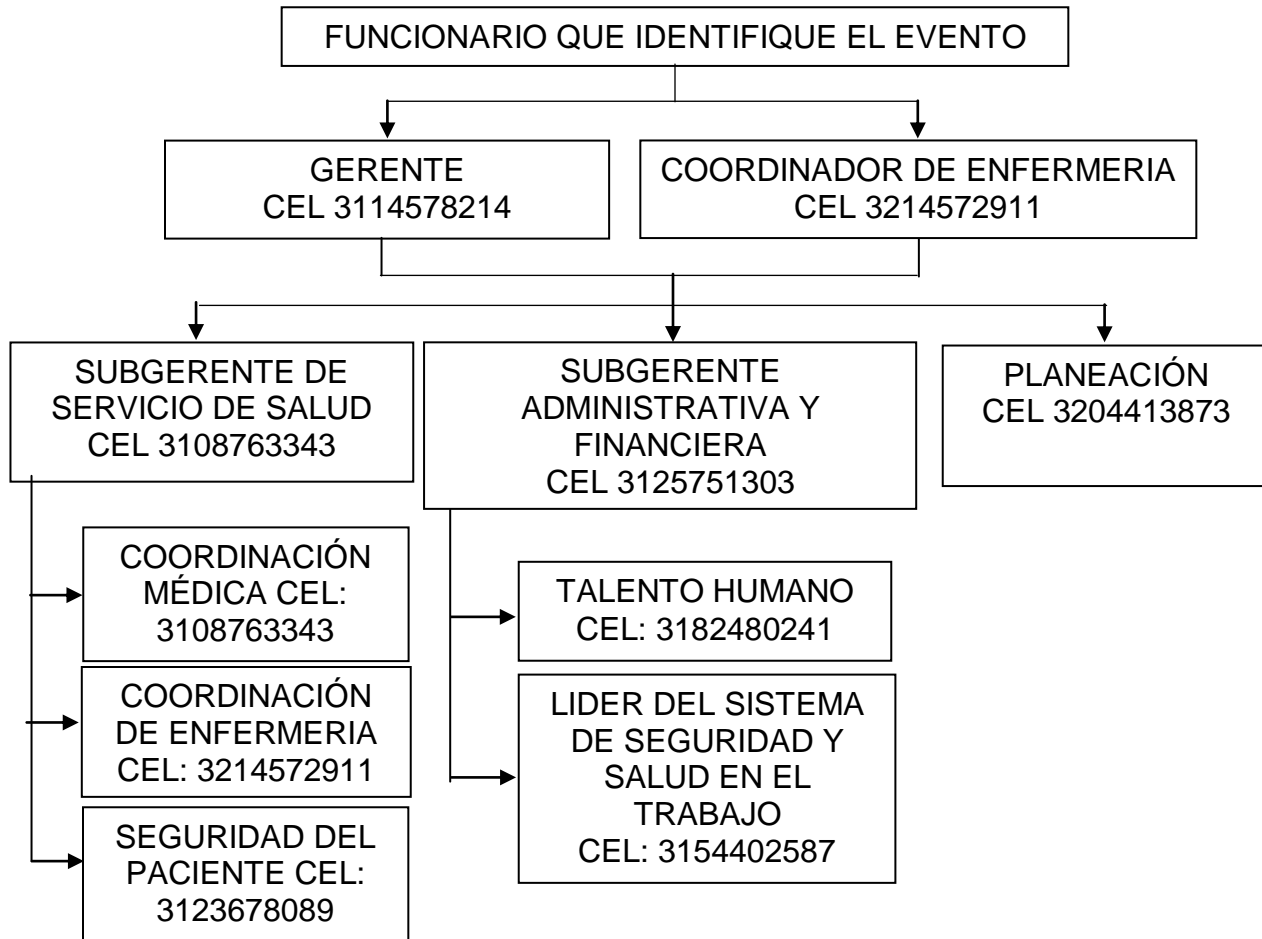 FUNCIONARIO QUE IDENTIFIQUE EL EVENTO
GERENTE
CEL 3114578214
COORDINADOR DE ENFERMERIA
CEL 3214572911
SUBGERENTE DE
SERVICIO DE SALUD
CEL 3108763343
SUBGERENTE
ADMINISTRATIVA Y
FINANCIERA
CEL 3125751303
PLANEACIÓN
CEL 3204413873
COORDINACIÓN
MÉDICA CEL:
3108763343
COORDINACIÓN
DE ENFERMERIA
CEL: 3214572911
SEGURIDAD DEL
PACIENTE CEL:
3123678089
TALENTO HUMANO
CEL: 3182480241
LIDER DEL SISTEMA
DE SEGURIDAD Y
SALUD EN EL
TRABAJO
CEL: 3154402587